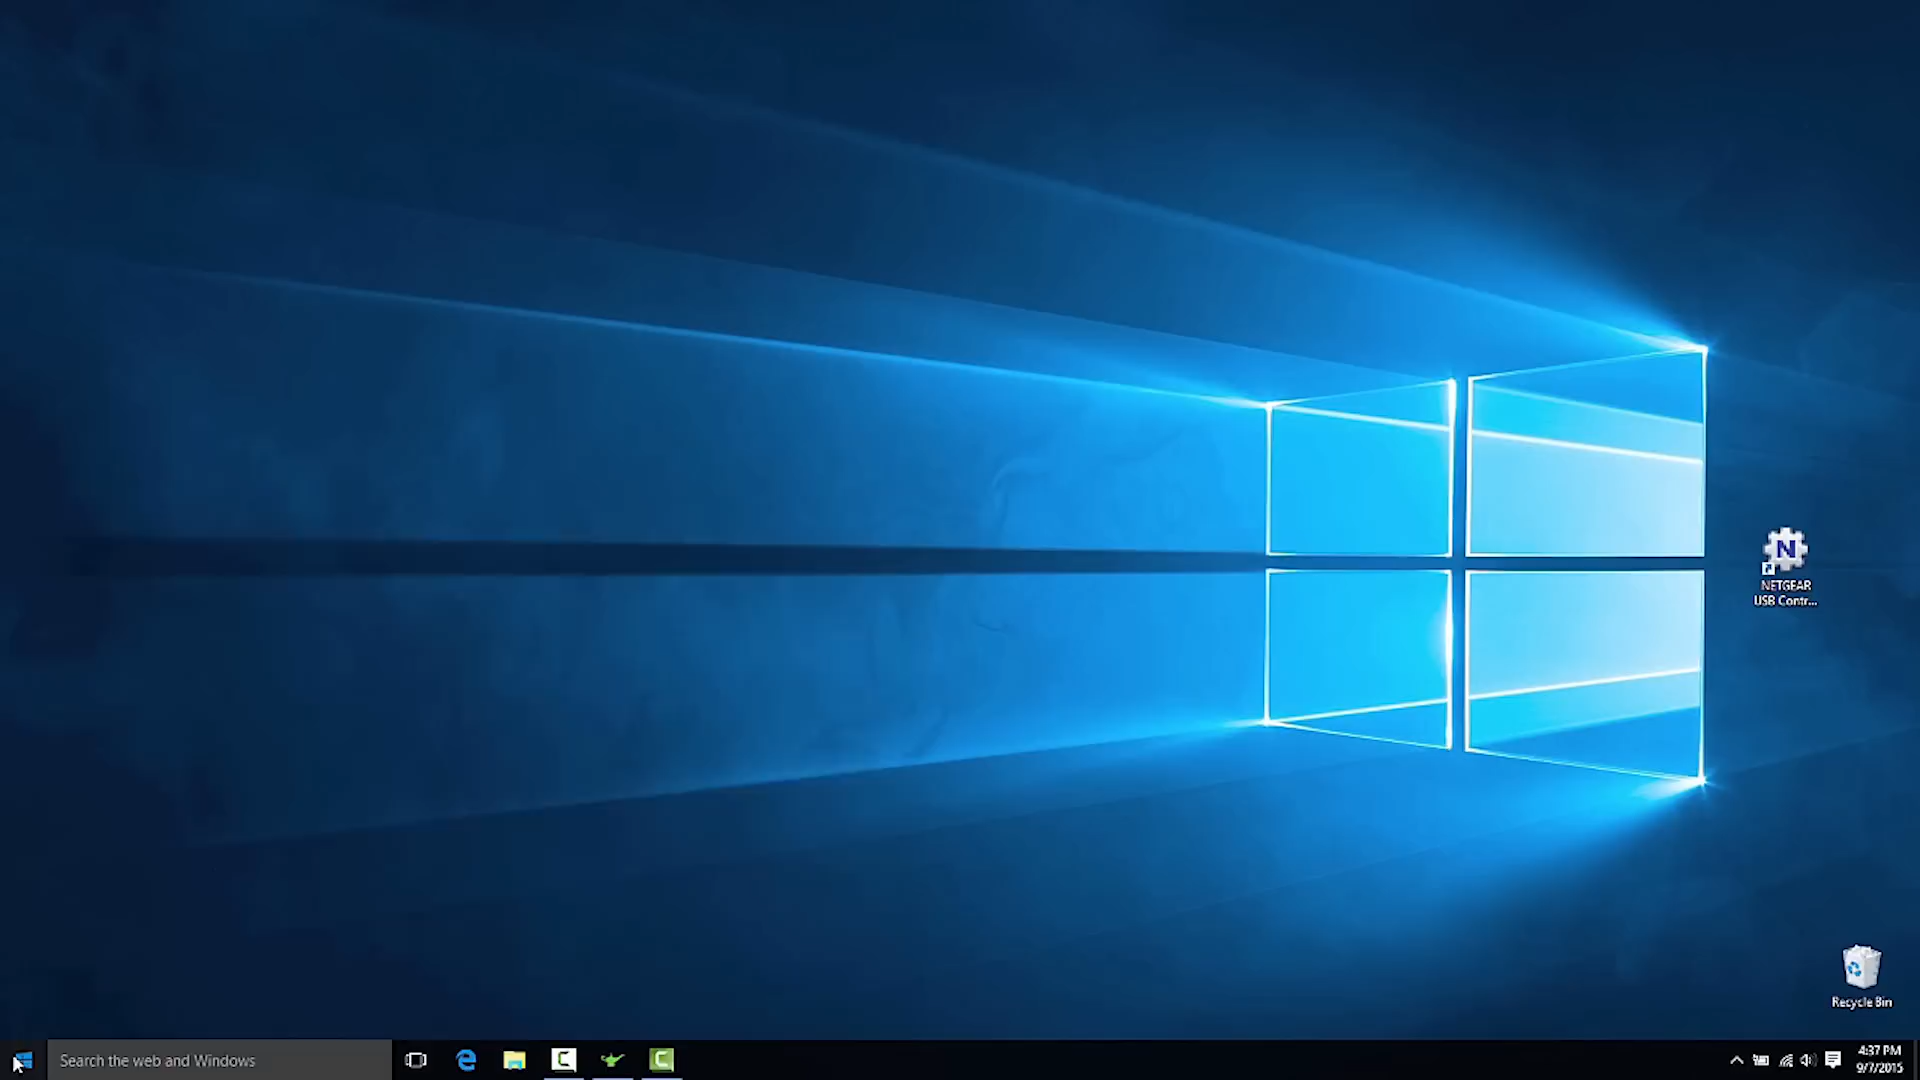 N
NETGEAR
USB Contr...
Recycle Bin
Search the web and Windows
4:37 PM
9/7/2015